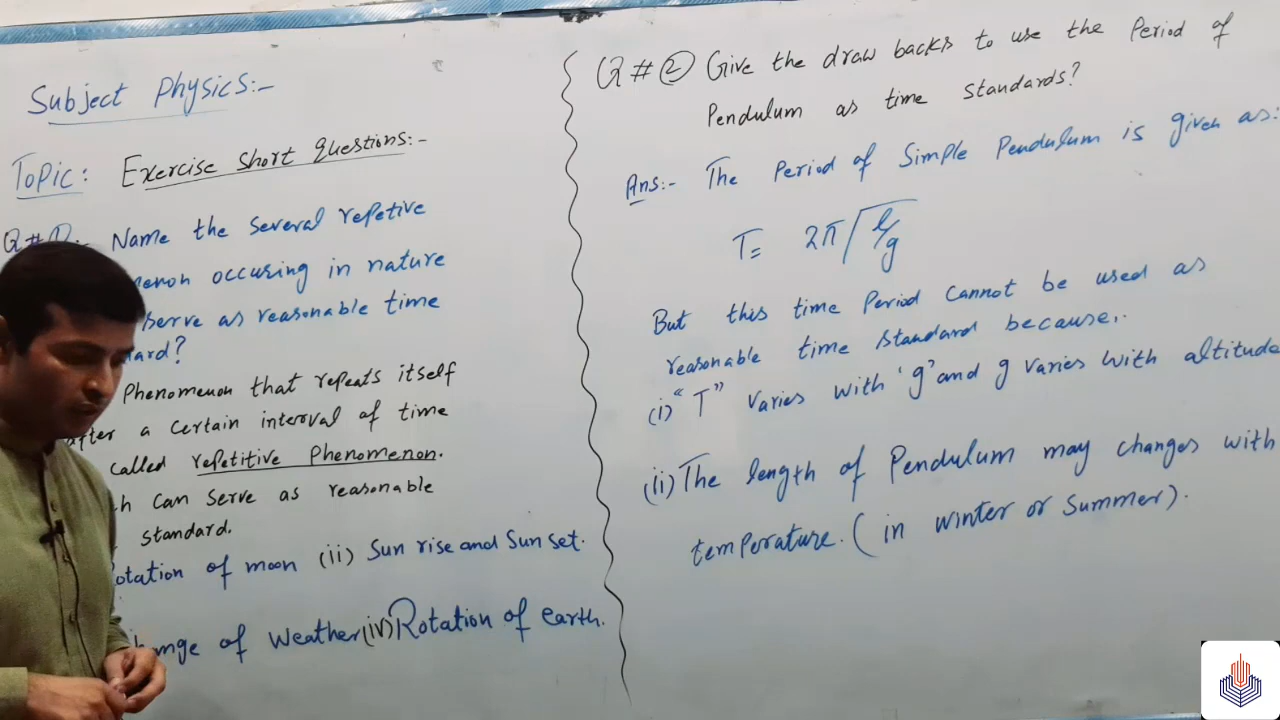 Subject Physics:-
Topic: Exercise Short Questions:-
Q # Name the several repetive
occuring in nature
serve as reasonable time
Phenomenon that repeats itself
after a certain interval of time
called repetitive Phenomenon.
can serve as reasonable
standard.
of moon (ii) Sun rise and Sun set.
of weather (iv) Rotation of earth.
Q # 2 Give the draw backs to use the Period of
Pendulum as time standards?
Ans:- The Period of Simple Pendulum is given as:
T= 2π√l/g
But this time Period cannot be used as
reasonable time standard because..
(i) "T" varies with 'g' and g varies with altitude
(ii) The length of Pendulum may changes with
temperature. (in winter or summer).